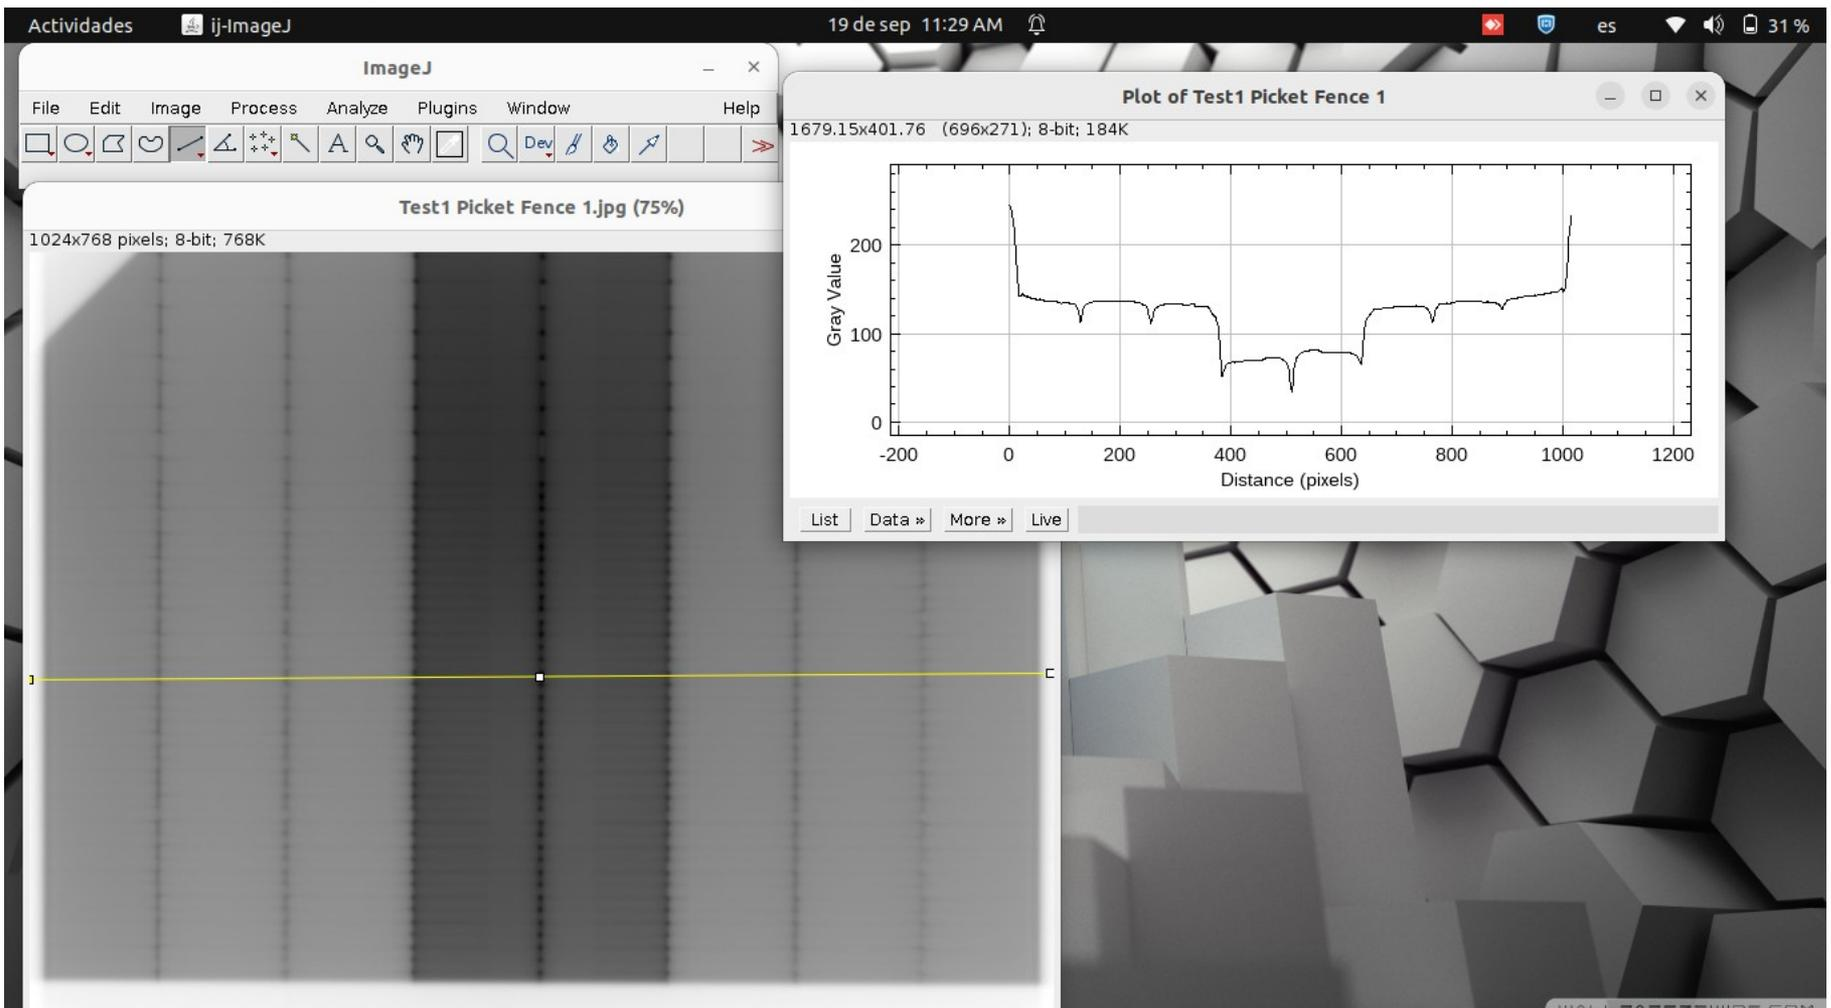 Actividades ij-ImageJ 19 de sep 11:29 AM es 31 %
ImageJ
File Edit Image Process Analyze Plugins Window Help
Dev
Test1 Picket Fence 1.jpg (75%)
1024x768 pixels; 8-bit; 768K
Plot of Test1 Picket Fence 1
1679.15x401.76 (696x271); 8-bit; 184K
Gray Value
200
100
0
-200 0 200 400 600 800 1000 1200
Distance (pixels)
List Data » More » Live